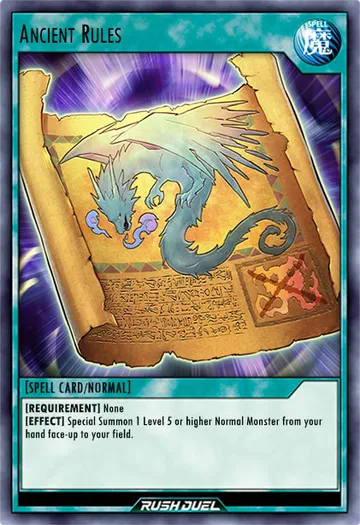 ANCIENT RULES
SPELL
魔
[SPELL CARD/NORMAL]
[REQUIREMENT] None
[EFFECT] Special Summon 1 Level 5 or higher Normal Monster from your
hand face-up to your field.
RUSH DUEL